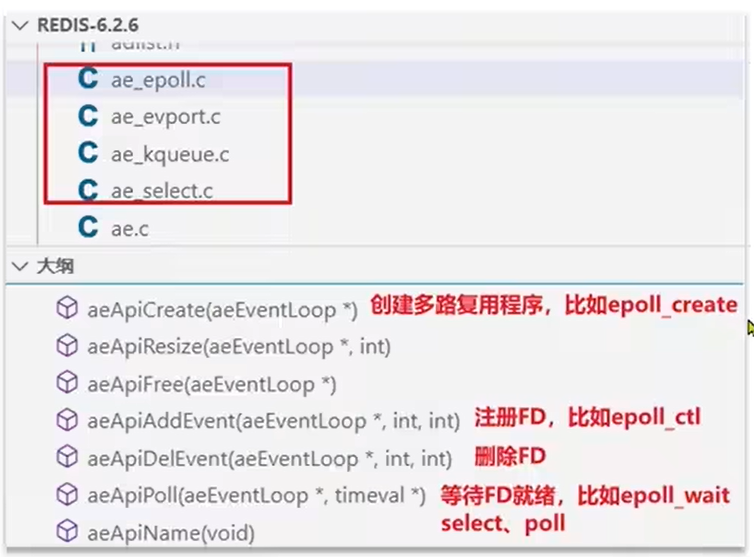 REDIS-6.2.6
adlist.h
C ae_epoll.c
C ae_evport.c
C ae_kqueue.c
C ae_select.c
C ae.c
大纲
aeApiCreate(aeEventLoop *) 创建多路复用程序，比如epoll_create
aeApiResize(aeEventLoop *, int)
aeApiFree(aeEventLoop *)
aeApiAddEvent(aeEventLoop *, int, int) 注册FD，比如epoll_ctl
aeApiDelEvent(aeEventLoop *, int, int) 删除FD
aeApiPoll(aeEventLoop *, timeval *) 等待FD就绪，比如epoll_wait
select、poll
aeApiName(void)